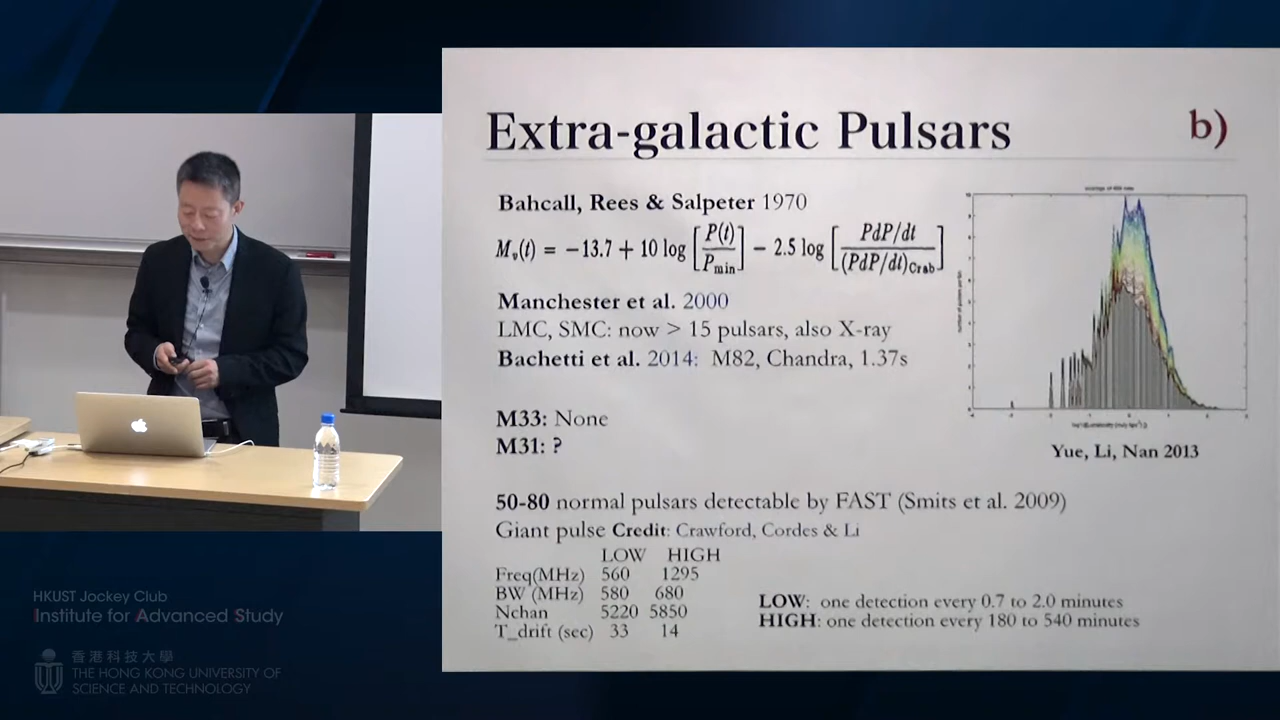 Extra-galactic Pulsars
b)
Bahcall, Rees & Salpeter 1970
M_v(t) = −13.7 + 10 log [P(t)/P_min] − 2.5 log [PdP/dt/(PdP/dt)_Crab]
Manchester et al. 2000
LMC, SMC: now > 15 pulsars, also X-ray
Bachetti et al. 2014: M82, Chandra, 1.37s
M33: None
M31: ?
Yue, Li, Nan 2013
50-80 normal pulsars detectable by FAST (Smits et al. 2009)
Giant pulse Credit: Crawford, Cordes & Li
LOW HIGH
Freq(MHz) 560 1295
BW (MHz) 580 680
Nchan 5220 5850
T_drift (sec) 33 14
LOW: one detection every 0.7 to 2.0 minutes
HIGH: one detection every 180 to 540 minutes
HKUST Jockey Club
Institute for Advanced Study
香港科技大學
THE HONG KONG UNIVERSITY OF
SCIENCE AND TECHNOLOGY